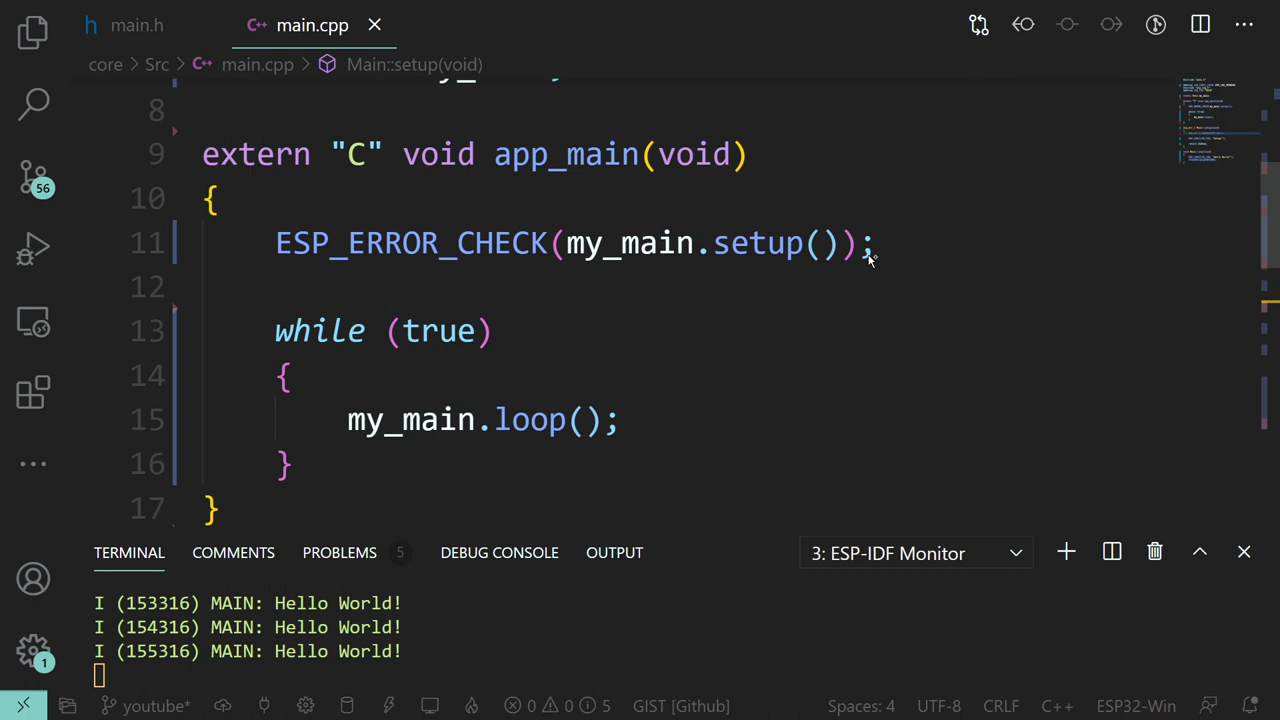 main.h
main.cpp
core > Src > main.cpp > Main::setup(void)
8
9 extern "C" void app_main(void)
10 {
11 ESP_ERROR_CHECK(my_main.setup());
12
13 while (true)
14 {
15 my_main.loop();
16 }
17 }
56
TERMINAL COMMENTS PROBLEMS 5 DEBUG CONSOLE OUTPUT 3: ESP-IDF Monitor
I (153316) MAIN: Hello World!
I (154316) MAIN: Hello World!
I (155316) MAIN: Hello World!
1
youtube* 0 0 5 GIST [Github] Spaces: 4 UTF-8 CRLF C++ ESP32-Win